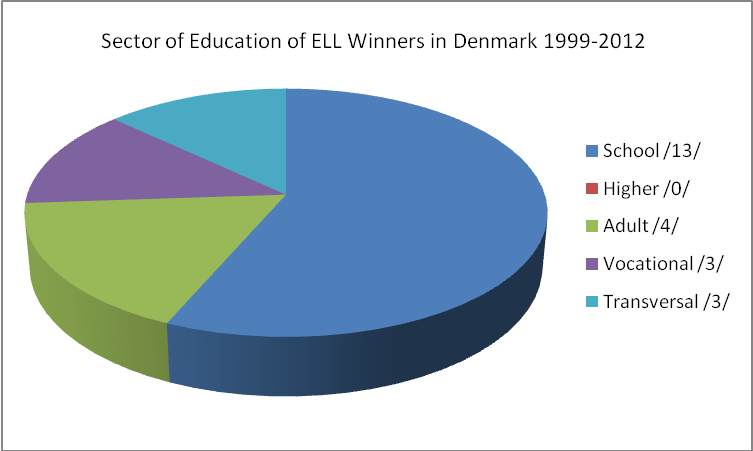 Sector of Education of ELL Winners in Denmark 1999-2012
School /13/
Higher /0/
Adult /4/
Vocational /3/
Transversal /3/